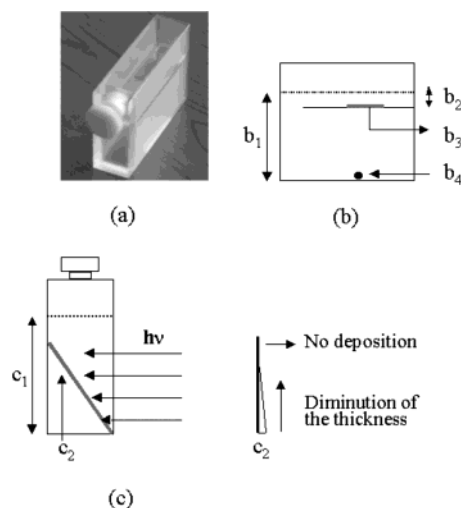 b₁
b₂
b₃
b₄
(a)
(b)
hν
c₁
c₂
No deposition
Diminution of
the thickness
c₂
(c)